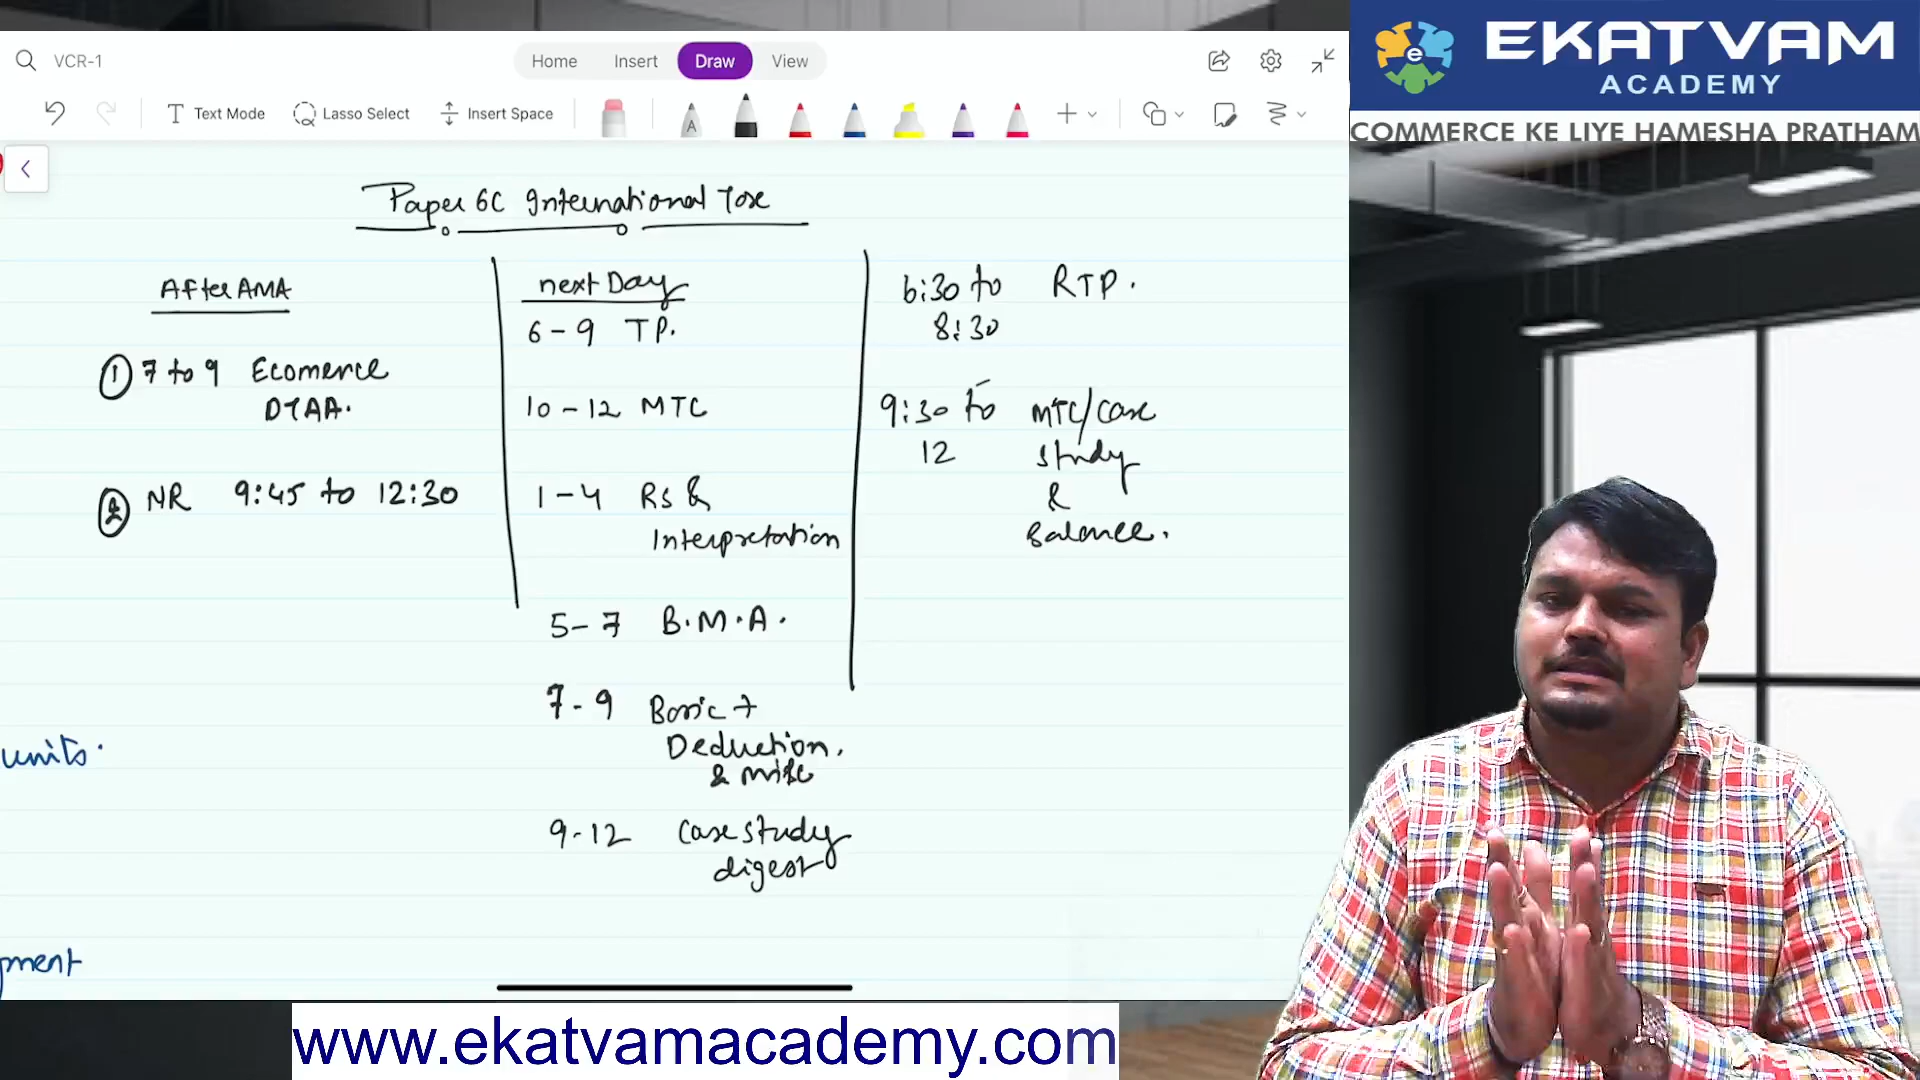 VCR-1
Home Insert Draw View
Text Mode Lasso Select Insert Space
A
EKATVAM
ACADEMY
COMMERCE KE LIYE HAMESHA PRATHAM
Paper 6C International Tax
After AMA
① 7 to 9 Ecomerce
DTAA.
② NR 9:45 to 12:30
next Day
6-9 TP.
10-12 MTC
1-4 Rs &
Interpretation
5-7 B.M.A.
7-9 Basic +
Deduction.
& misc
9-12 Case study
digest
6:30 to RTP.
8:30
9:30 to MTC/Case
12 study
&
Balance.
units.
gment
www.ekatvamacademy.com